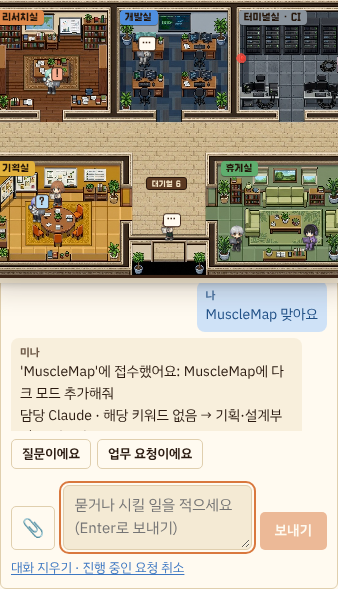 리서치실
개발실
터미널실 · CI
...
!
기획실
더기월 6
휴게실
?
...
나
MuscleMap 맞아요
미나
'MuscleMap'에 접수했어요: MuscleMap에 다
크 모드 추가해줘
담당 Claude · 해당 키워드 없음 → 기획·설계부
질문이에요
업무 요청이에요
묻거나 시킬 일을 적으세요
(Enter로 보내기)
보내기
대화 지우기 · 진행 중인 요청 취소